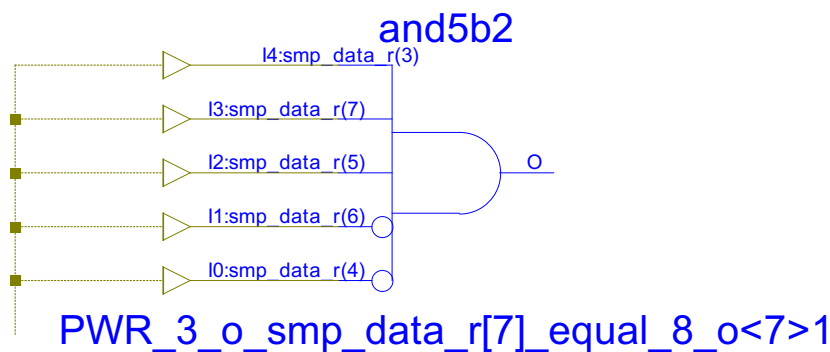 and5b2
I4:smp_data_r(3)
I3:smp_data_r(7)
I2:smp_data_r(5)
O
I1:smp_data_r(6)
I0:smp_data_r(4)
PWR_3_o_smp_data_r[7]_equal_8_o<7>1